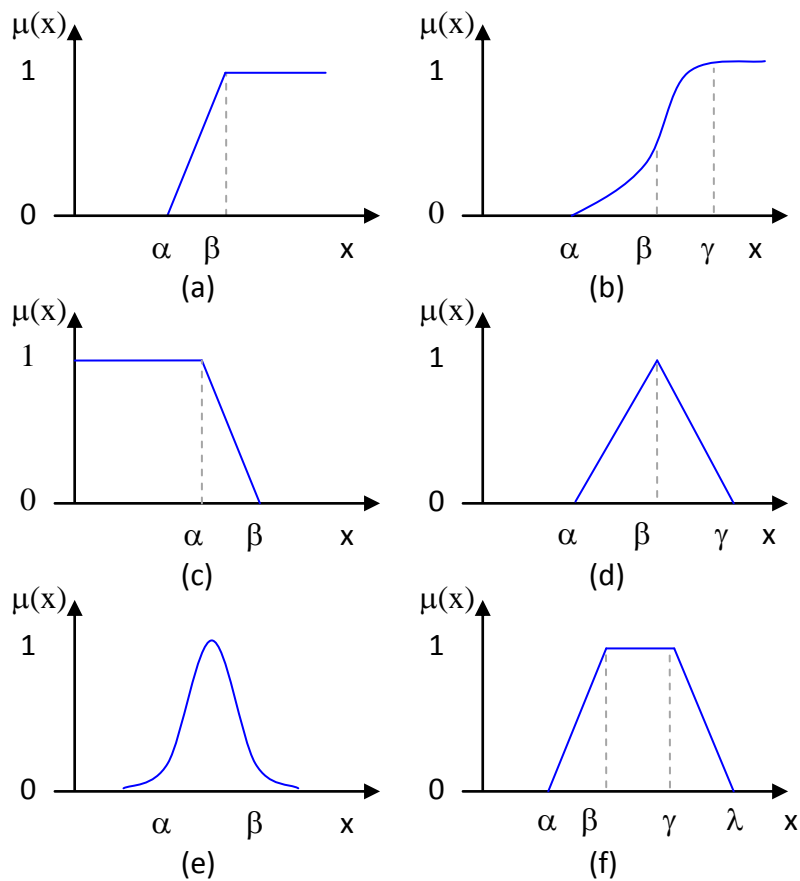 μ(x)
1
0
α β x
(a)
μ(x)
1
0
α β γ x
(b)
μ(x)
1
0
α β x
(c)
μ(x)
1
0
α β γ x
(d)
μ(x)
1
0
α β x
(e)
μ(x)
1
0
α β γ λ x
(f)